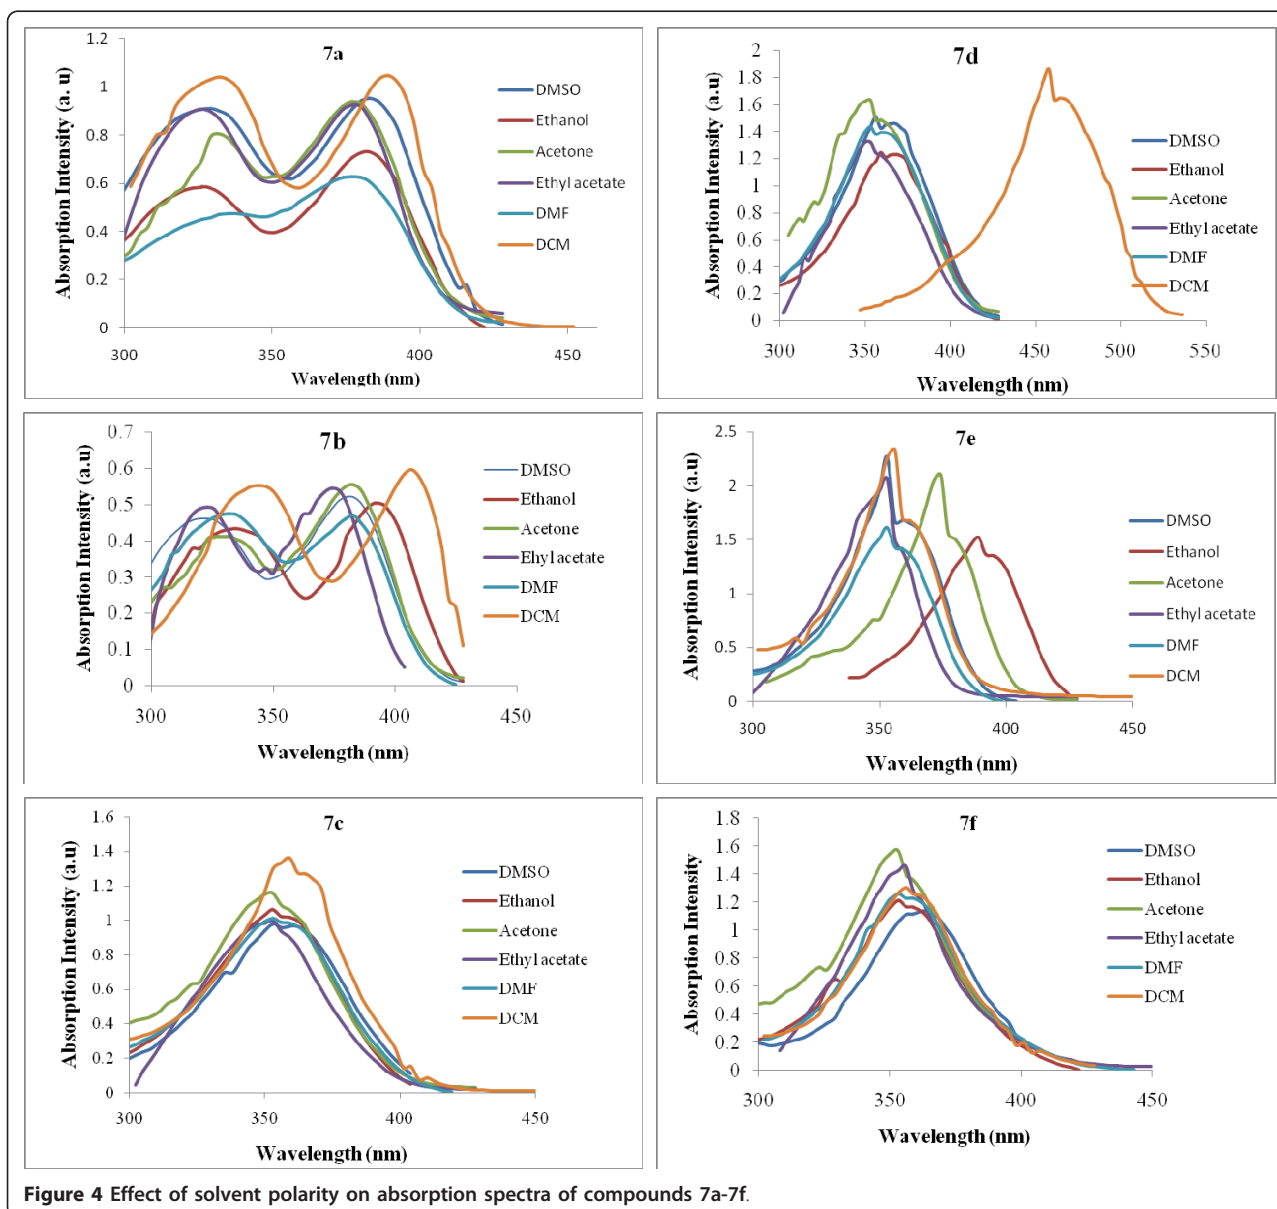 7a
Absorption Intensity (a. u)
1.2
1
0.8
0.6
0.4
0.2
0
300
350
400
450
Wavelength (nm)
DMSO
Ethanol
Acetone
Ethyl acetate
DMF
DCM
7d
Absorption Intensity (a.u)
2
1.8
1.6
1.4
1.2
1
0.8
0.6
0.4
0.2
0
300
350
400
450
500
550
Wavelength (nm)
DMSO
Ethanol
Acetone
Ethyl acetate
DMF
DCM
7b
Absorption Intensity (a.u)
0.7
0.6
0.5
0.4
0.3
0.2
0.1
0
300
350
400
450
Wavelength (nm)
DMSO
Ethanol
Acetone
Ehyl acetate
DMF
DCM
7e
Absorption Intensity (a.u)
2.5
2
1.5
1
0.5
0
300
350
400
450
Wavelength (nm)
DMSO
Ethanol
Acetone
Ethyl acetate
DMF
DCM
7c
Absorption Intensity (a.u)
1.6
1.4
1.2
1
0.8
0.6
0.4
0.2
0
300
350
400
450
Wavelength (nm)
DMSO
Ethanol
Acetone
Ethyl acetate
DMF
DCM
7f
Absorption Intensity
1.8
1.6
1.4
1.2
1
0.8
0.6
0.4
0.2
0
300
350
400
450
Wavelength (nm)
DMSO
Ethanol
Acetone
Ethyl acetate
DMF
DCM
Figure 4 Effect of solvent polarity on absorption spectra of compounds 7a-7f.